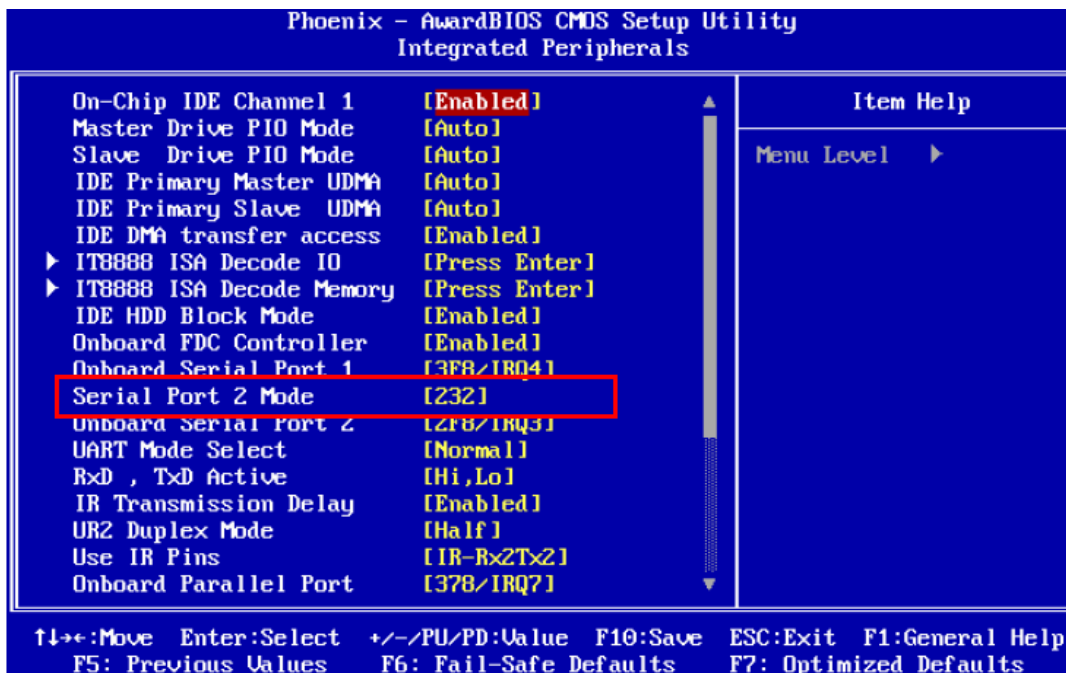 Phoenix - AwardBIOS CMOS Setup Utility
Integrated Peripherals
On-Chip IDE Channel 1 [Enabled]
Item Help
Master Drive PIO Mode [Auto]
Slave Drive PIO Mode [Auto]
Menu Level ▶
IDE Primary Master UDMA [Auto]
IDE Primary Slave UDMA [Auto]
IDE DMA transfer access [Enabled]
▶ IT8888 ISA Decode IO [Press Enter]
▶ IT8888 ISA Decode Memory [Press Enter]
IDE HDD Block Mode [Enabled]
Onboard FDC Controller [Enabled]
Onboard Serial Port 1 [3F8/IRQ4]
Serial Port 2 Mode [232]
Onboard Serial Port 2 [2F8/IRQ3]
UART Mode Select [Normal]
RxD , TxD Active [Hi,Lo]
IR Transmission Delay [Enabled]
UR2 Duplex Mode [Half]
Use IR Pins [IR-Rx2Tx2]
Onboard Parallel Port [378/IRQ7]
↑↓→←:Move Enter:Select +/-/PU/PD:Value F10:Save ESC:Exit F1:General Help
F5: Previous Values F6: Fail-Safe Defaults F7: Optimized Defaults